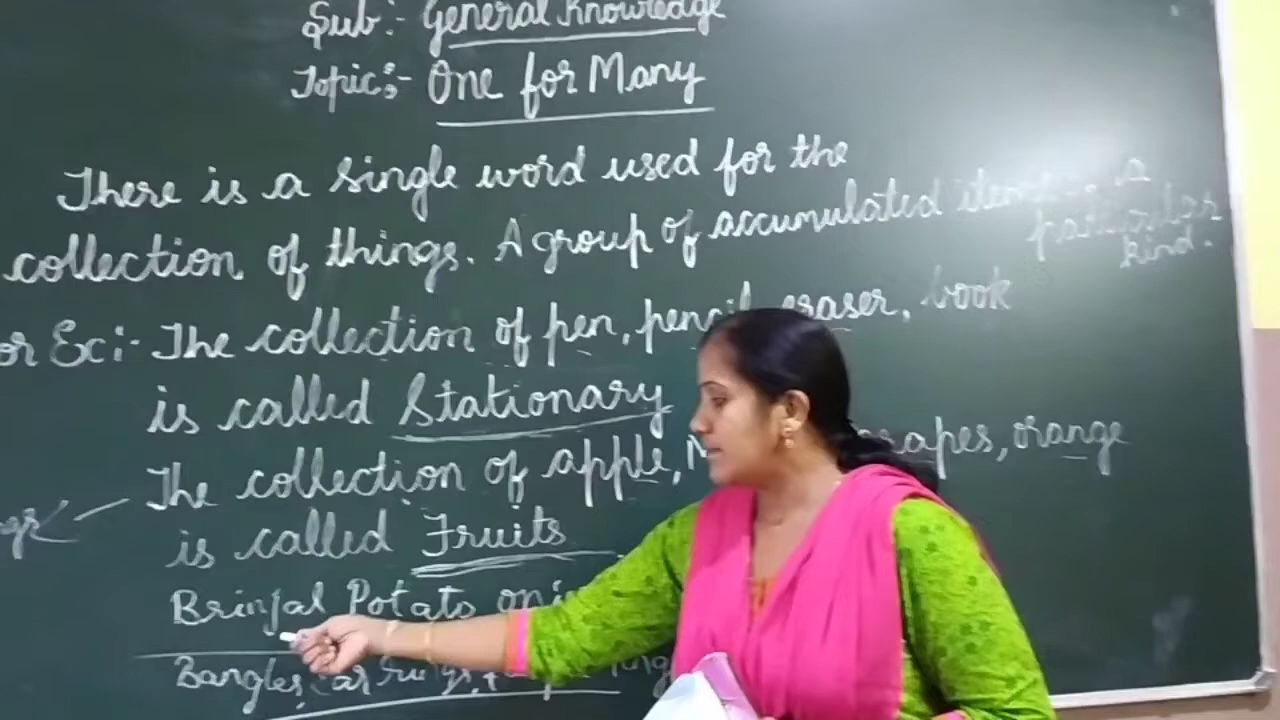 Sub:- General Knowledge
Topic:- One for Many
There is a single word used for the
collection of things. A group of accumulated a
particular
kind.
or Ex:- The collection of pen, pencil, eraser, book
is called Stationary
The collection of apple, orange
is called Fruits
Brinjal Potato
Bangles,